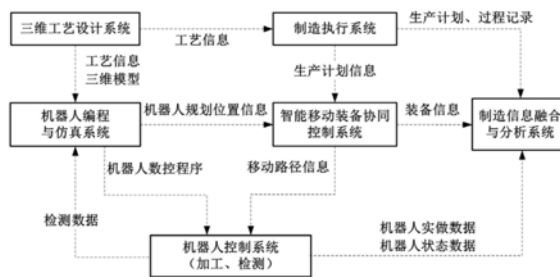 三维工艺设计系统
制造执行系统
生产计划、过程记录
工艺信息
工艺信息
三维模型
生产计划信息
机器人编程
与仿真系统
机器人规划位置信息
智能移动装备协同
控制系统
装备信息
制造信息融合
与分析系统
机器人数控程序
移动路径信息
检测数据
机器人控制系统
（加工、检测）
机器人实做数据
机器人状态数据